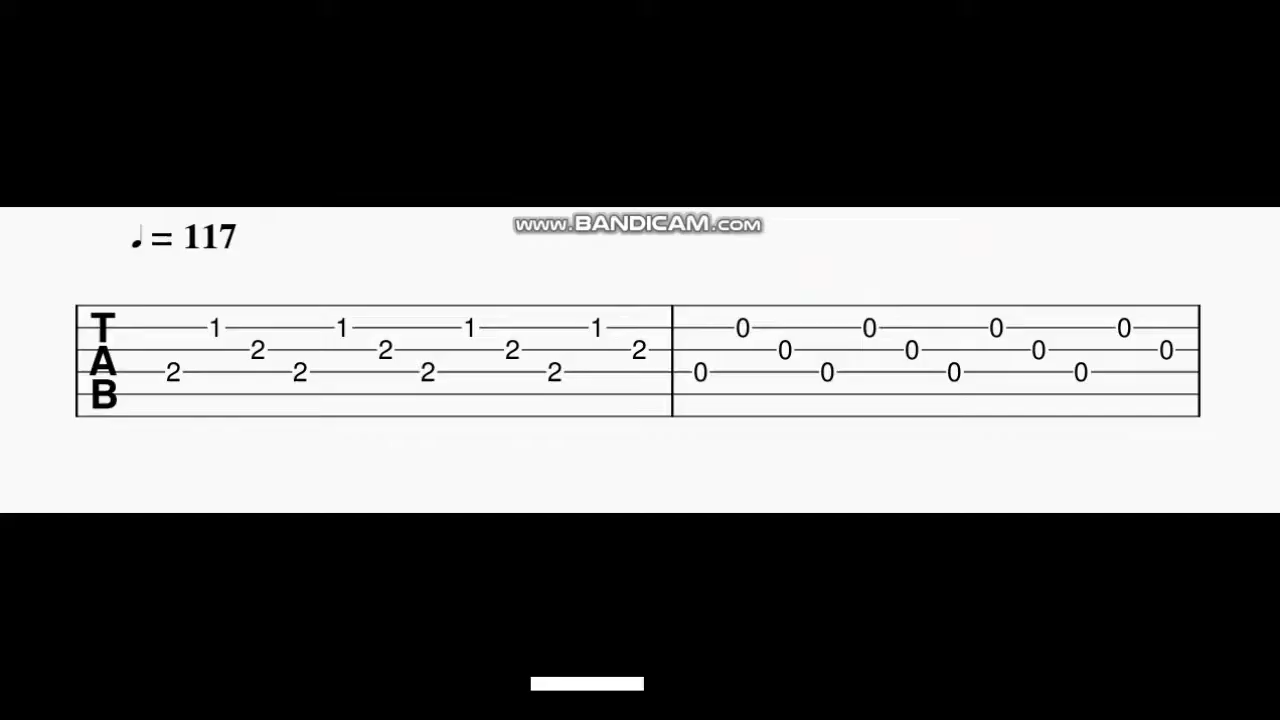 ♩ = 117
www.BANDICAM.com
T 1 1 1 1 0 0 0 0
A 2 2 2 2 0 0 0 0
2 2 2 2 0 0 0 0
B